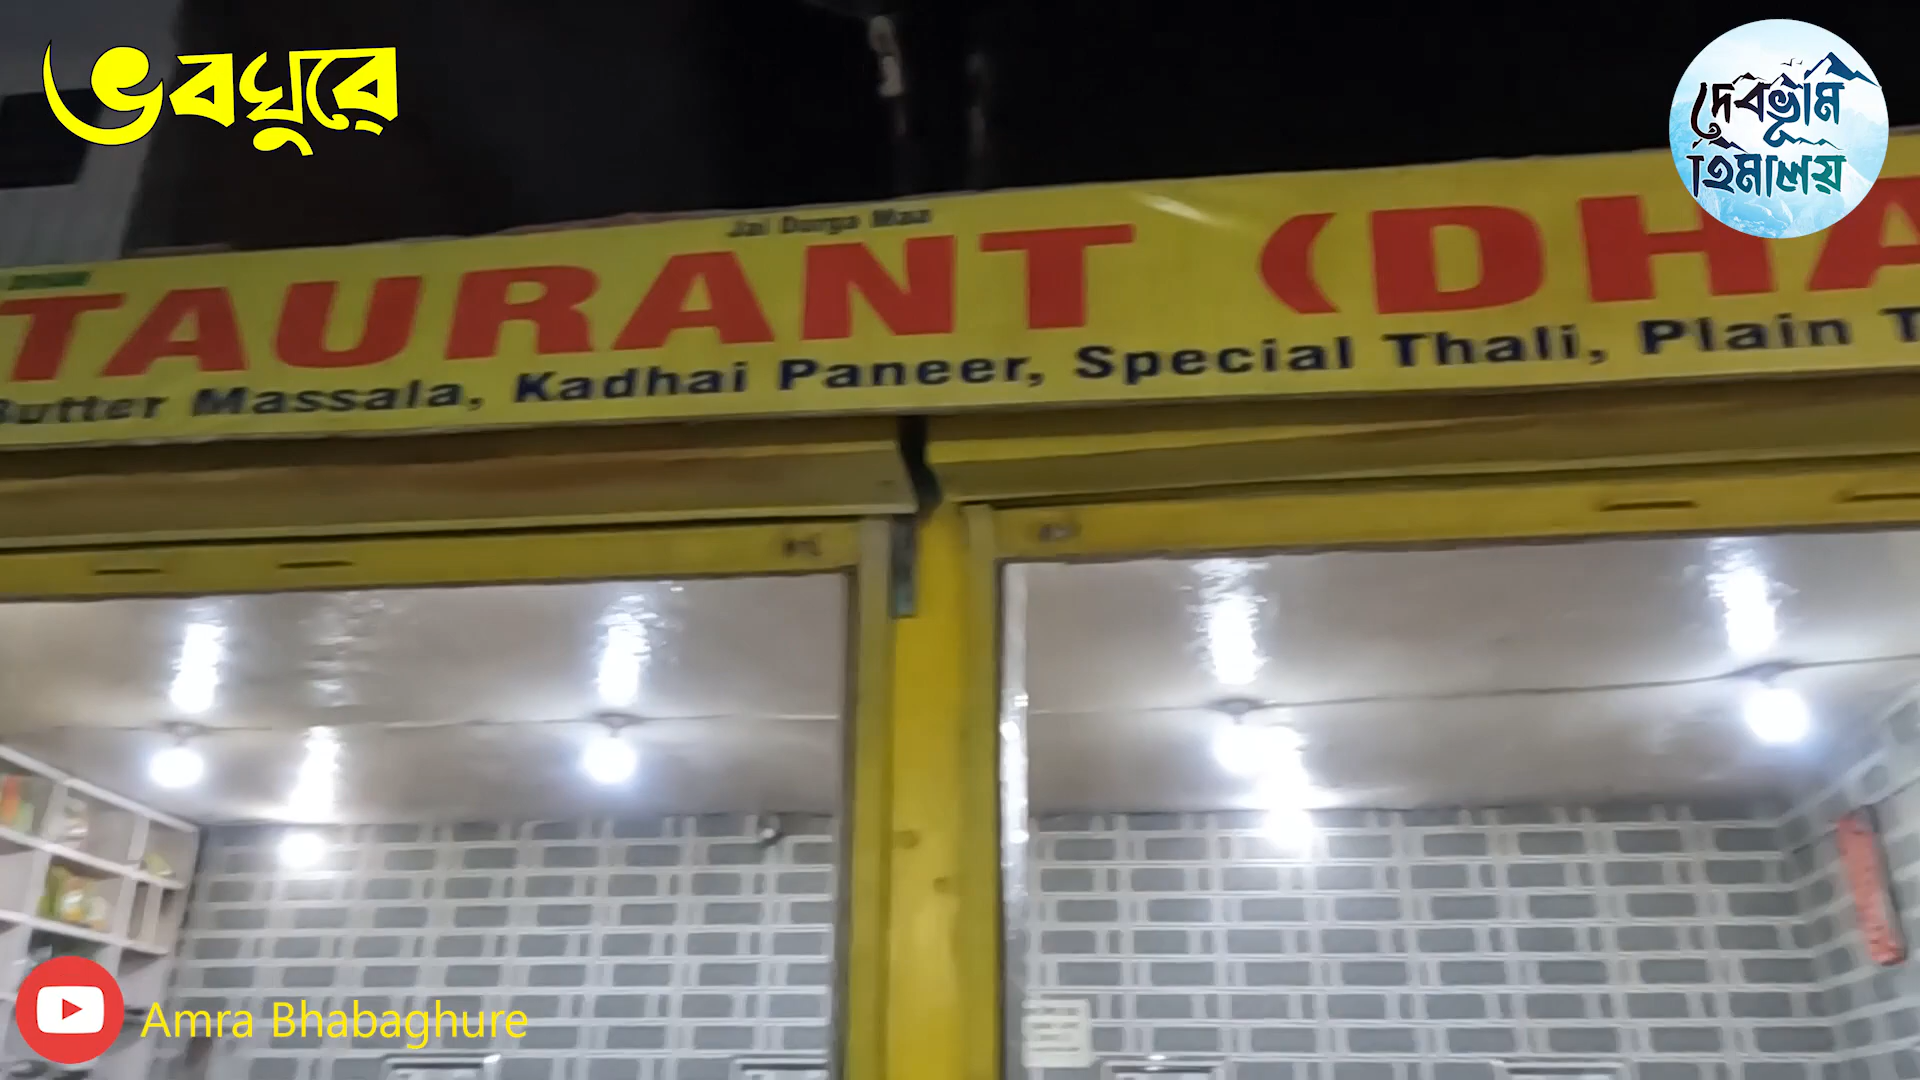 ভবঘুরে
দেবভূমি
হিমালয়
Jai Durga Maa
TAURANT (DHA
Butter Massala, Kadhai Paneer, Special Thali, Plain T
Amra Bhabaghure